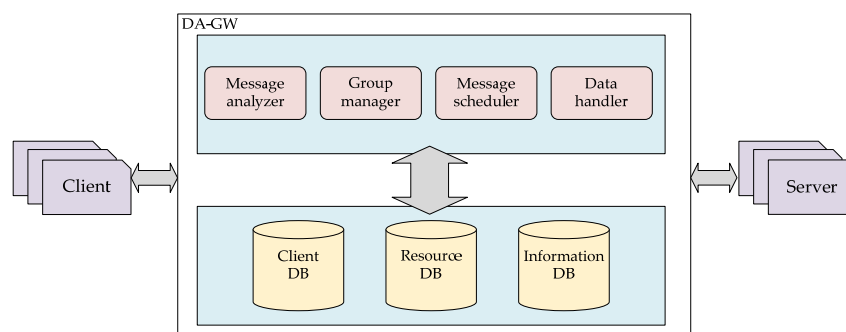 DA-GW
Message
analyzer
Group
manager
Message
scheduler
Data
handler
Client
Server
Client
DB
Resource
DB
Information
DB